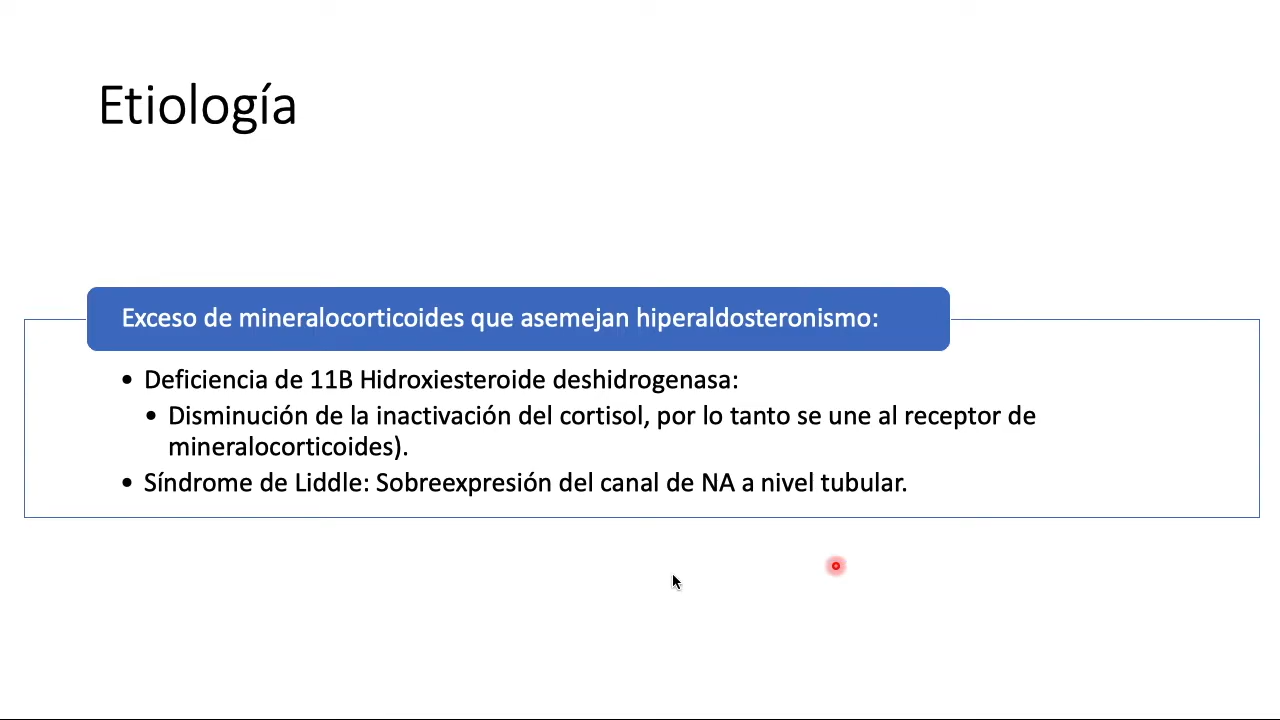 Etiología
Exceso de mineralocorticoides que asemejan hiperaldosteronismo:
• Deficiencia de 11B Hidroxiesteroide deshidrogenasa:
• Disminución de la inactivación del cortisol, por lo tanto se une al receptor de
mineralocorticoides).
• Síndrome de Liddle: Sobreexpresión del canal de NA a nivel tubular.